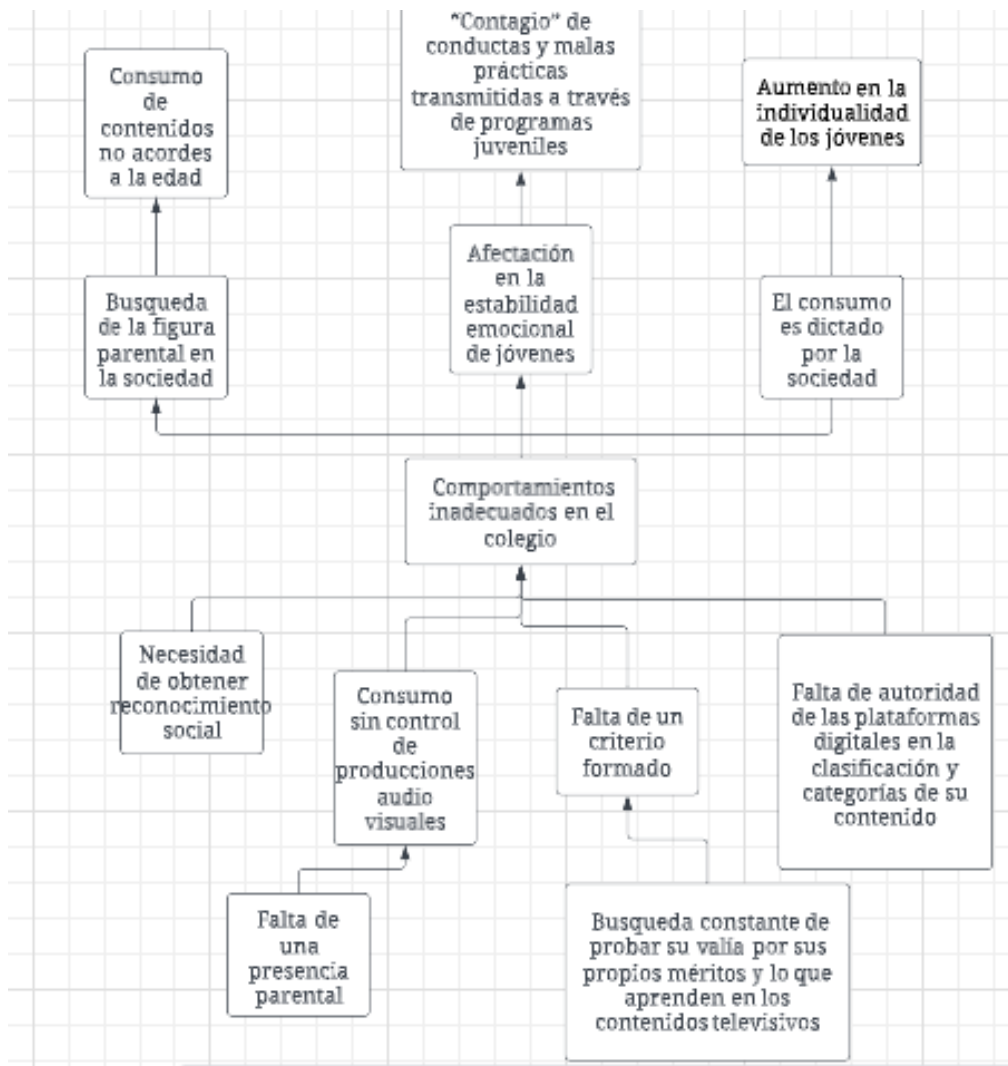 Consumo
de
contenidos
no acordes
a la edad
“Contagio” de
conductas y malas
prácticas
transmitidas a través
de programas
juveniles
Aumento en la
individualidad
de los jóvenes
Busqueda
de la figura
parental en
la sociedad
Afectación
en la
estabilidad
emocional
de jóvenes
El consumo
es dictado
por la
sociedad
Comportamientos
inadecuados en el
colegio
Necesidad
de obtener
reconocimiento
social
Consumo
sin control
de
producciones
audio
visuales
Falta de un
criterio
formado
Falta de autoridad
de las plataformas
digitales en la
clasificación y
categorías de su
contenido
Falta de
una
presencia
parental
Busqueda constante de
probar su valía por sus
propios méritos y lo que
aprenden en los
contenidos televisivos